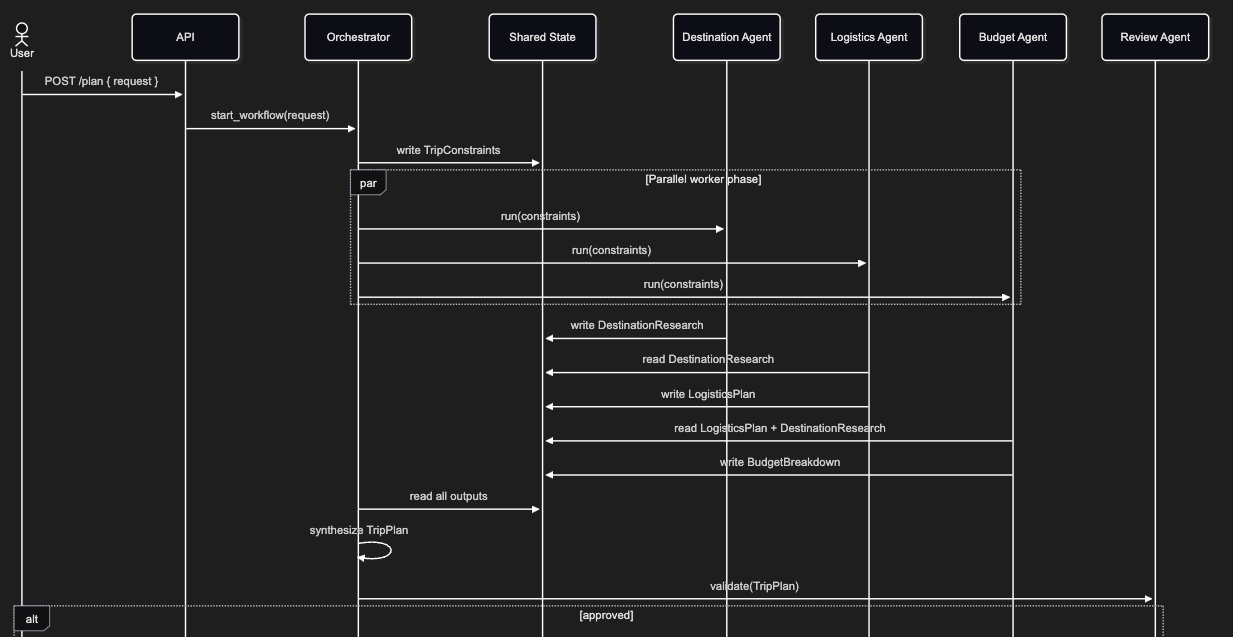 User
API
Orchestrator
Shared State
Destination Agent
Logistics Agent
Budget Agent
Review Agent
POST /plan { request }
start_workflow(request)
write TripConstraints
par
[Parallel worker phase]
run(constraints)
run(constraints)
run(constraints)
write DestinationResearch
read DestinationResearch
write LogisticsPlan
read LogisticsPlan + DestinationResearch
write BudgetBreakdown
read all outputs
synthesize TripPlan
validate(TripPlan)
alt
[approved]